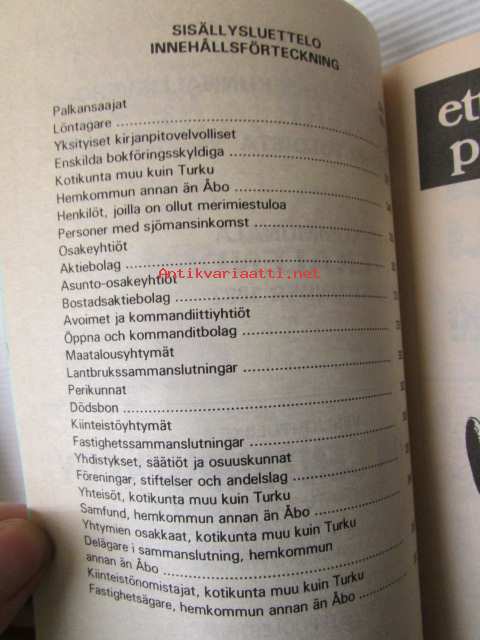 SISÄLLYSLUETTELO
INNEHÅLLSFÖRTECKNING
Palkansaajat
Löntagare
Yksityiset kirjanpitovelvolliset
Enskilda bokföringsskyldiga
Kotikunta muu kuin Turku
Hemkommun annan än Åbo
Henkilöt, joilla on ollut merimiestuloa
Personer med sjömansinkomst
Osakeyhtiöt
Aktiebolag
Asunto-osakeyhtiöt
Bostadsaktiebolag
Avoimet ja kommandiittiyhtiöt
Öppna och kommanditbolag
Maatalousyhtymät
Lantbrukssammanslutningar
Perikunnat
Dödsbon
Kiinteistöyhtymät
Fastighetssammanslutningar
Yhdistykset, säätiöt ja osuuskunnat
Föreningar, stiftelser och andelslag
Yhteisöt, kotikunta muu kuin Turku
Samfund, hemkommun annan än Åbo
Yhtymien osakkaat, kotikunta muu kuin Turku
Delägare i sammanslutning, hemkommun
annan än Åbo
Kiinteistönomistajat, kotikunta muu kuin Turku
Fastighetsägare, hemkommun annan än Åbo
Antikvariaatti.net